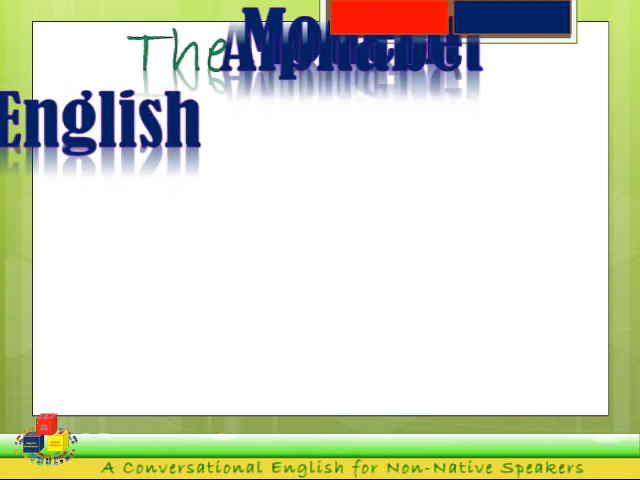 The Alphabet
English
A Conversational English for Non-Native Speakers